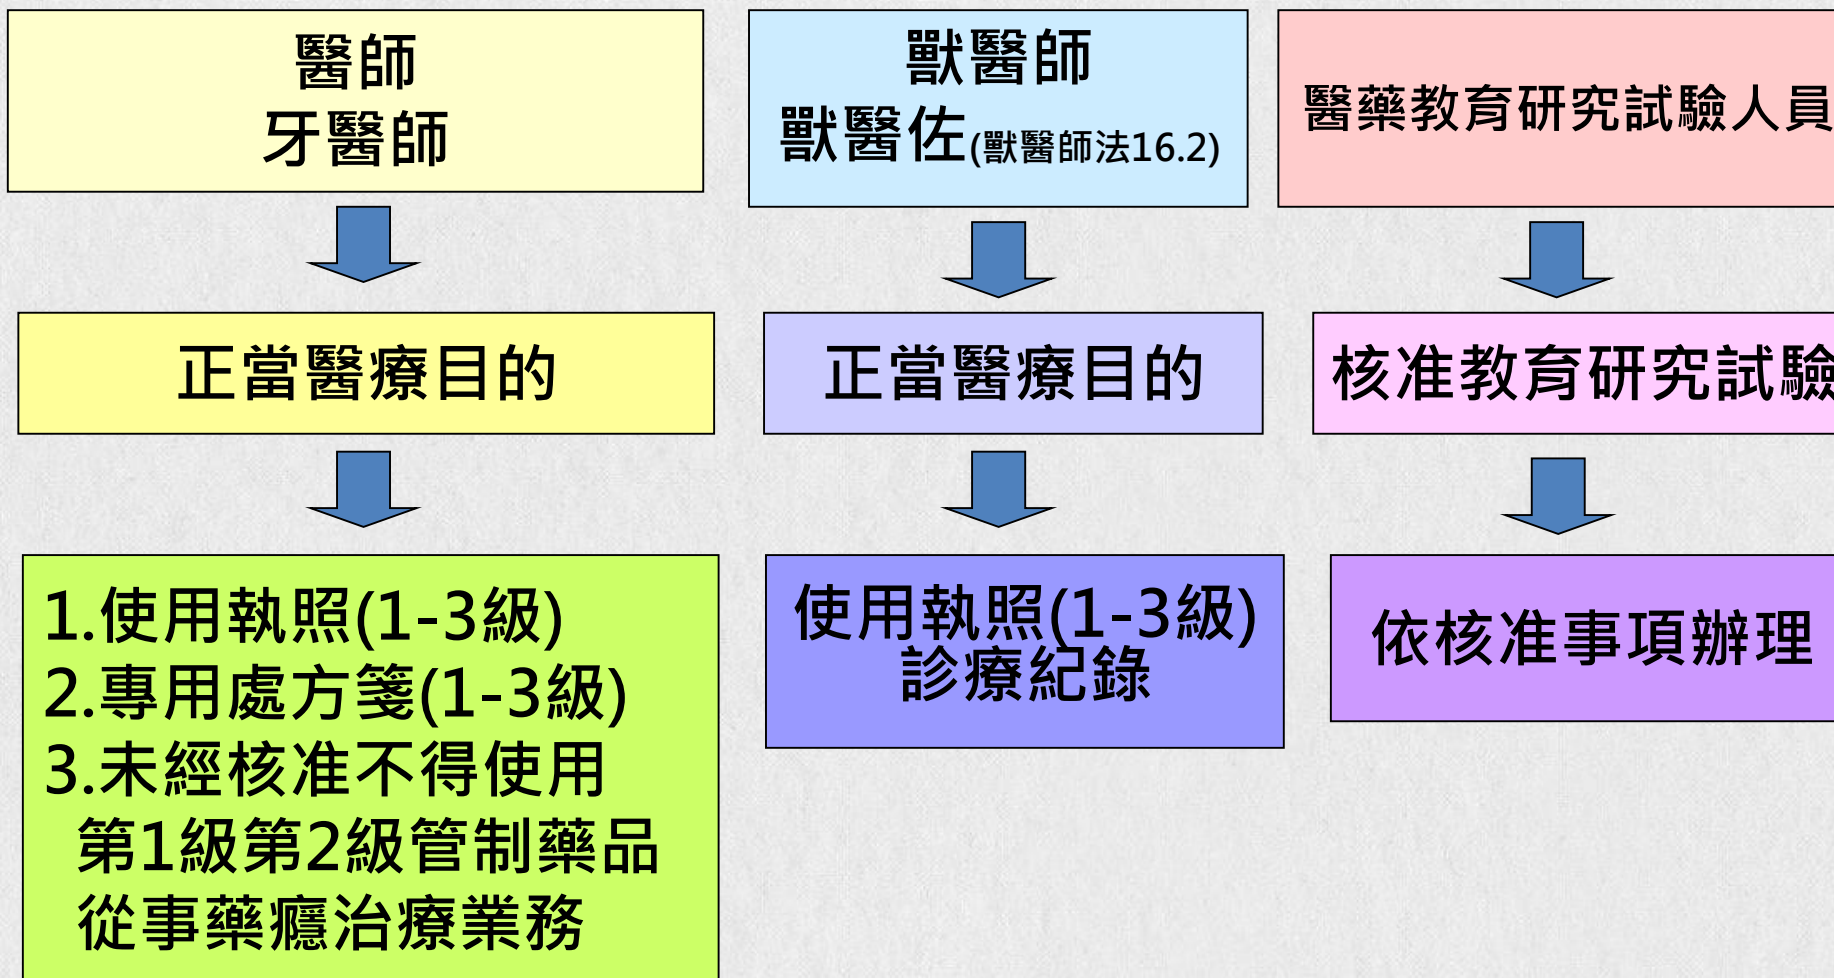 醫師
牙醫師
獸醫師
獸醫佐(獸醫師法16.2)
醫藥教育研究試驗人員
正當醫療目的
正當醫療目的
核准教育研究試驗
1.使用執照(1-3級)
2.專用處方箋(1-3級)
3.未經核准不得使用
第1級第2級管制藥品
從事藥癮治療業務
使用執照(1-3級)
診療紀錄
依核准事項辦理